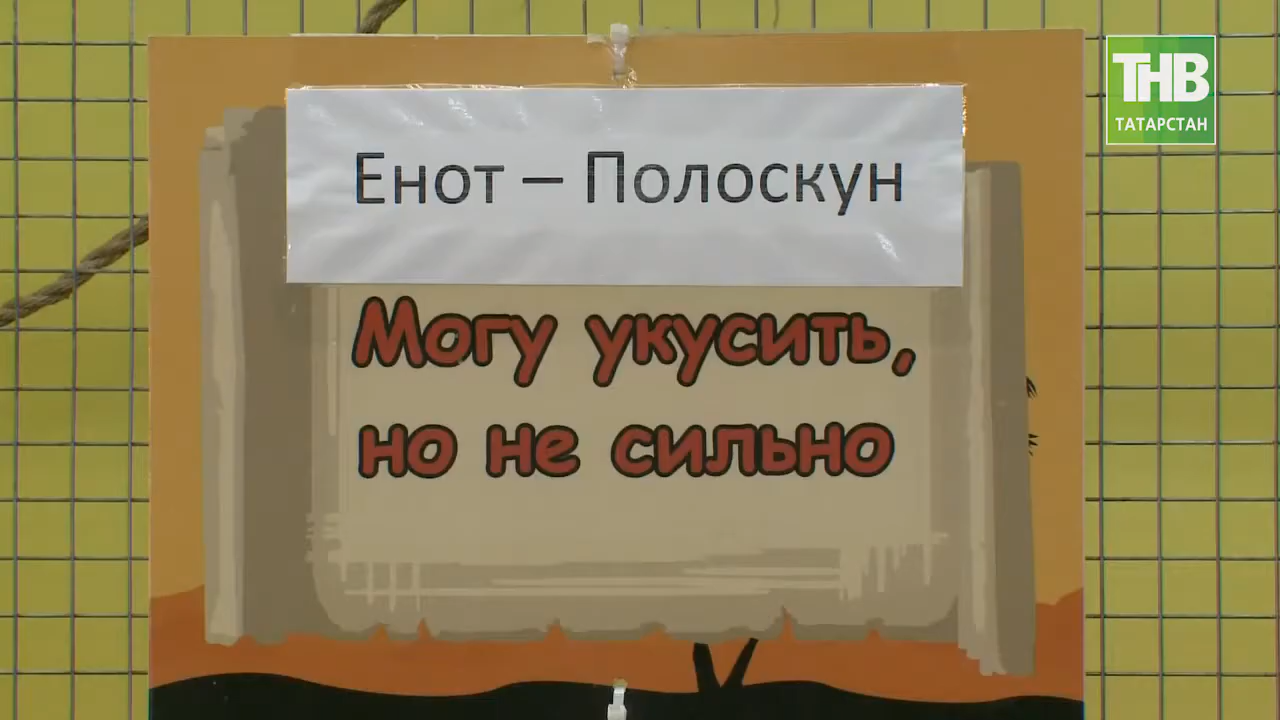 ТНВ
ТАТАРСТАН
Енот – Полоскун
Могу укусить,
но не сильно